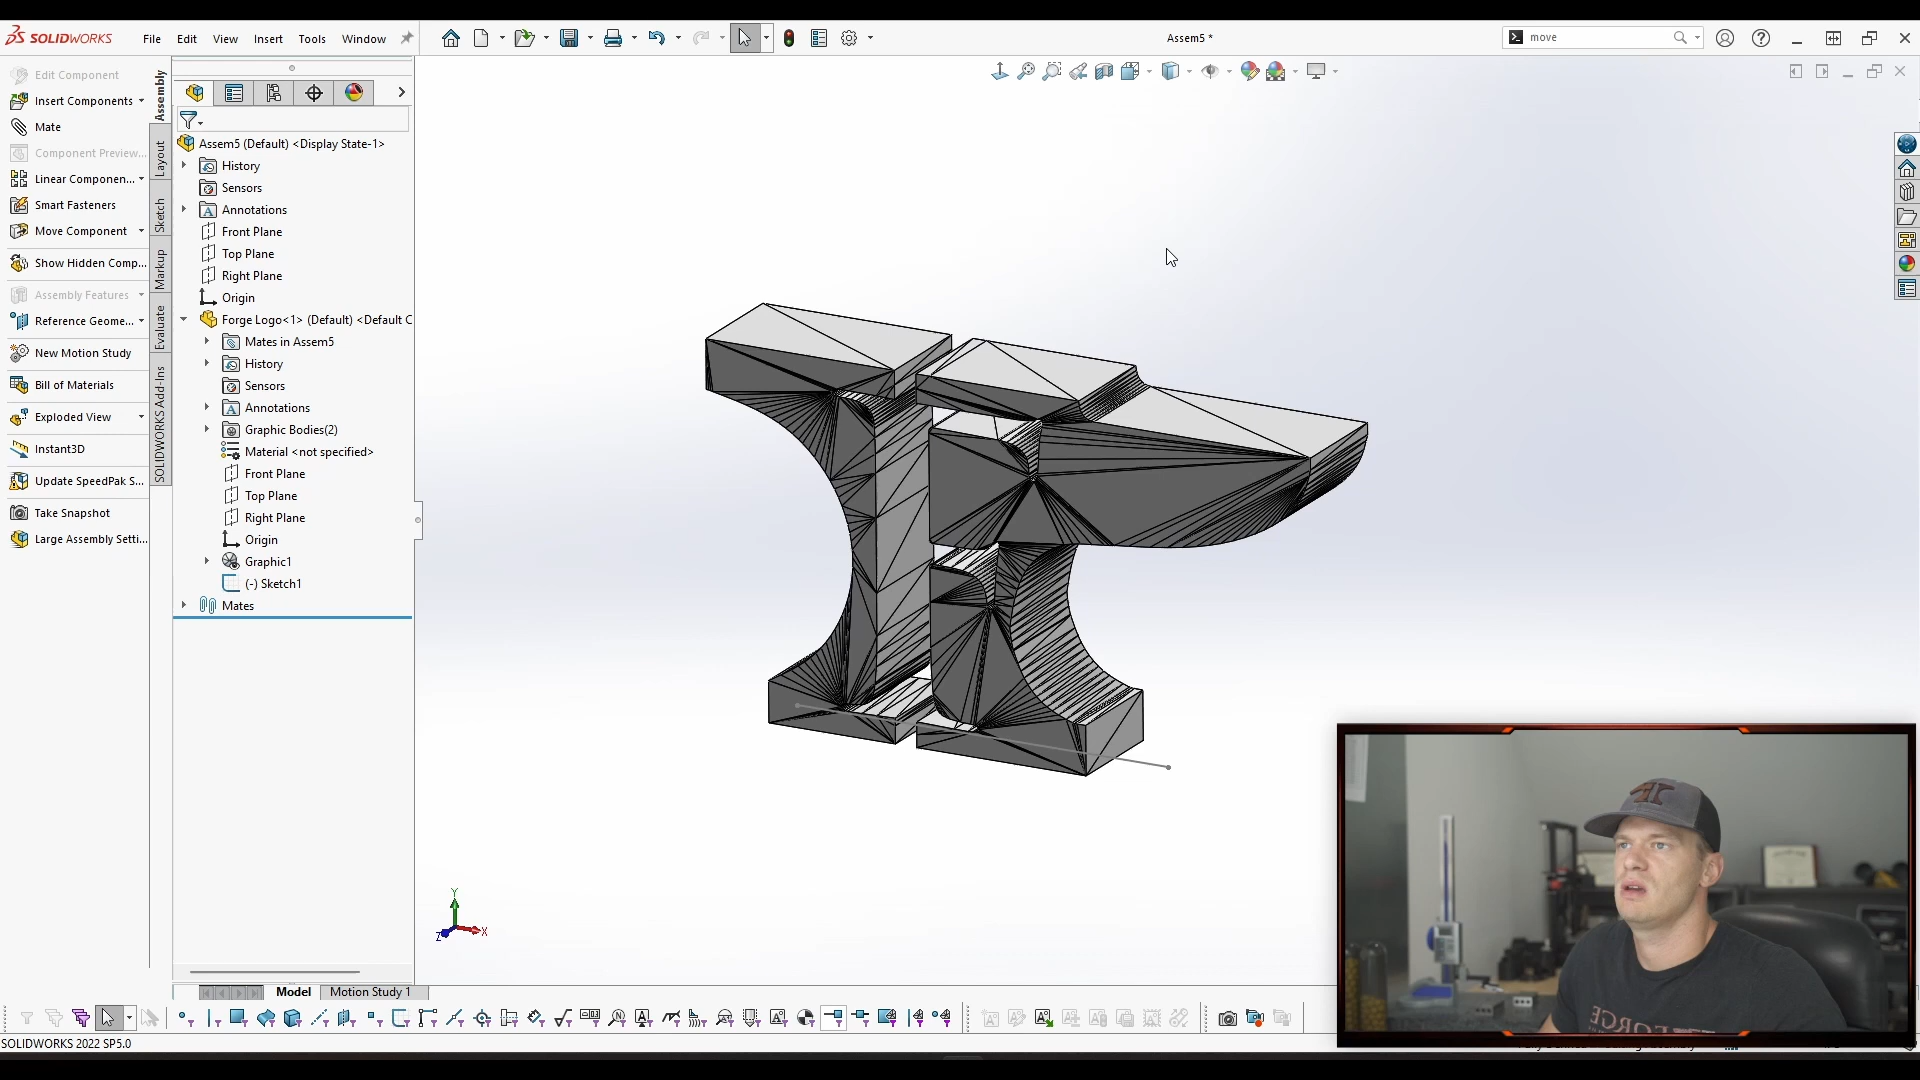 SOLIDWORKS
File Edit View Insert Tools Window
Assem5 *
move
Edit Component
Insert Components
Mate
Component Preview...
Linear Componen...
Smart Fasteners
Move Component
Show Hidden Comp...
Assembly Features
Reference Geome...
New Motion Study
Bill of Materials
Exploded View
Instant3D
Update SpeedPak S...
Take Snapshot
Large Assembly Setti...
Assembly
Layout
Sketch
Markup
Evaluate
SOLIDWORKS Add-Ins
Assem5 (Default) <Display State-1>
History
Sensors
Annotations
Front Plane
Top Plane
Right Plane
Origin
Forge Logo<1> (Default) <Default C
Mates in Assem5
History
Sensors
Annotations
Graphic Bodies(2)
Material <not specified>
Front Plane
Top Plane
Right Plane
Origin
Graphic1
(-) Sketch1
Mates
Y
X
Z
Model
Motion Study 1
SOLIDWORKS 2022 SP5.0